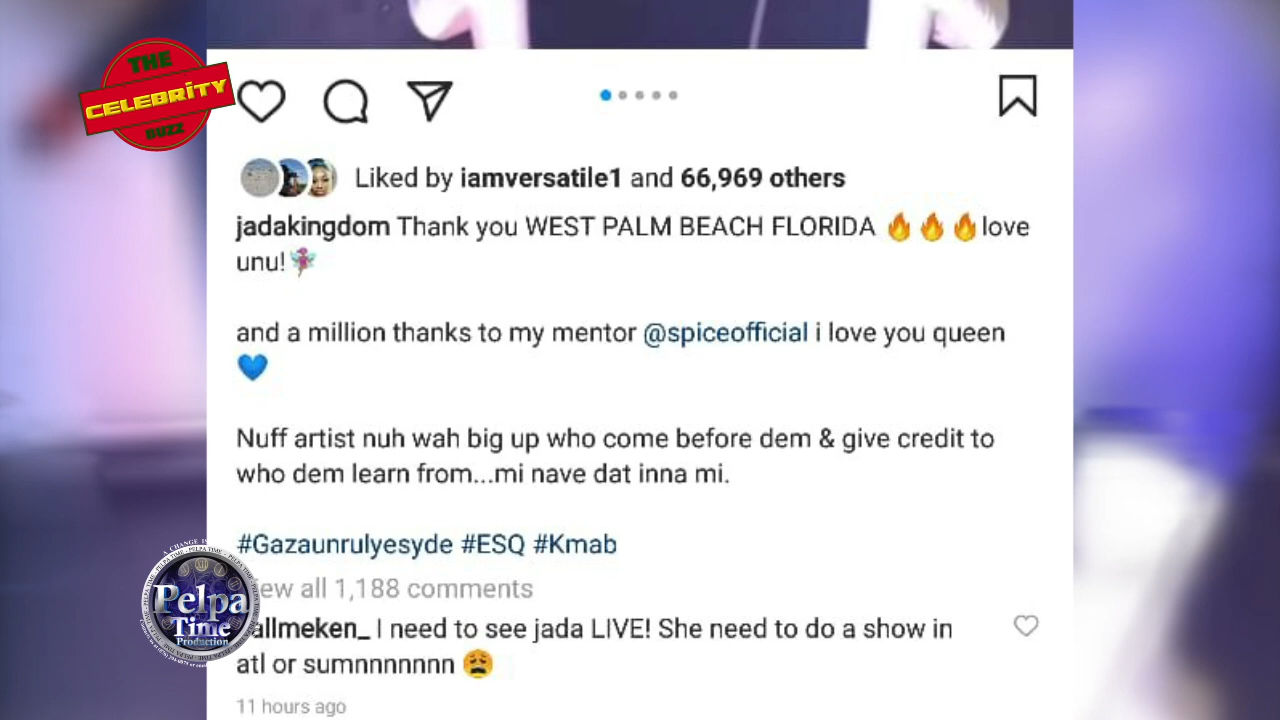 THE
CELEBRITY
BUZZ
Liked by iamversatile1 and 66,969 others
jadakingdom Thank you WEST PALM BEACH FLORIDA 🔥🔥🔥love
unu!🧚
and a million thanks to my mentor @spiceofficial i love you queen
💙
Nuff artist nuh wah big up who come before dem & give credit to
who dem learn from...mi nave dat inna mi.
#Gazaunrulyesyde #ESQ #Kmab
ew all 1,188 comments
allmeken_ I need to see jada LIVE! She need to do a show in
atl or sumnnnnnnn 😩
11 hours ago
Pelpa
Time
Production